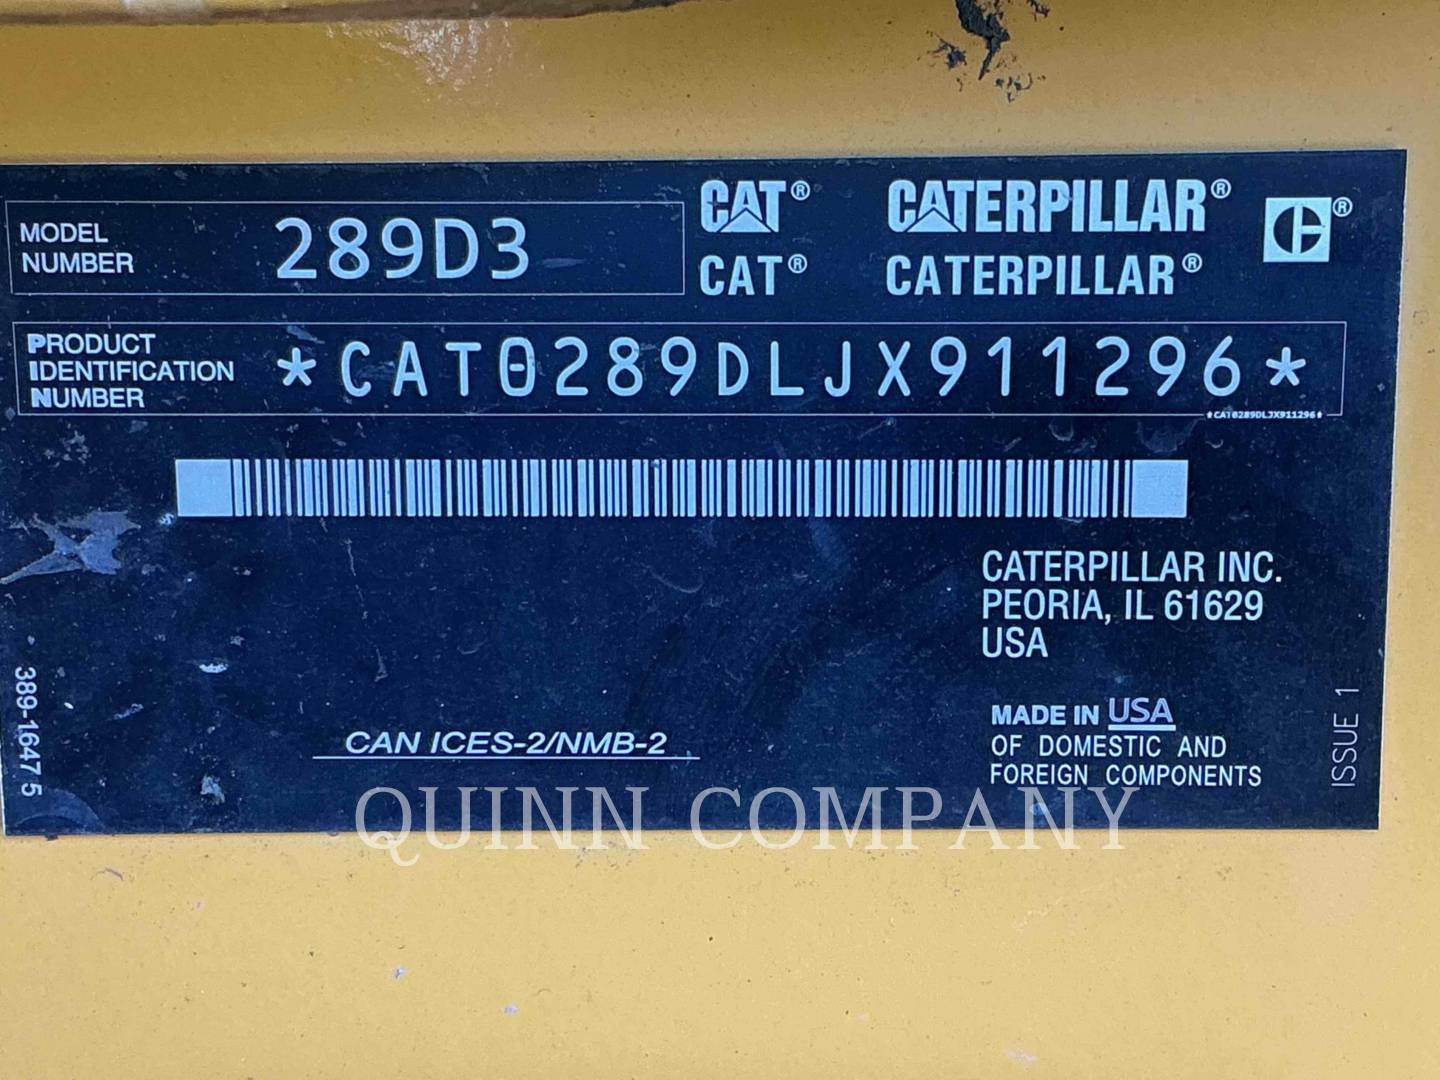 MODEL
NUMBER
289D3
CAT® CATERPILLAR® C®
CAT® CATERPILLAR®
PRODUCT
IDENTIFICATION
NUMBER
*CAT0289DLJX911296*
*CAT0289DLJX911296*
CATERPILLAR INC.
PEORIA, IL 61629
USA
MADE IN USA
OF DOMESTIC AND
FOREIGN COMPONENTS
ISSUE 1
389-1647 5
CAN ICES-2/NMB-2
QUINN COMPANY